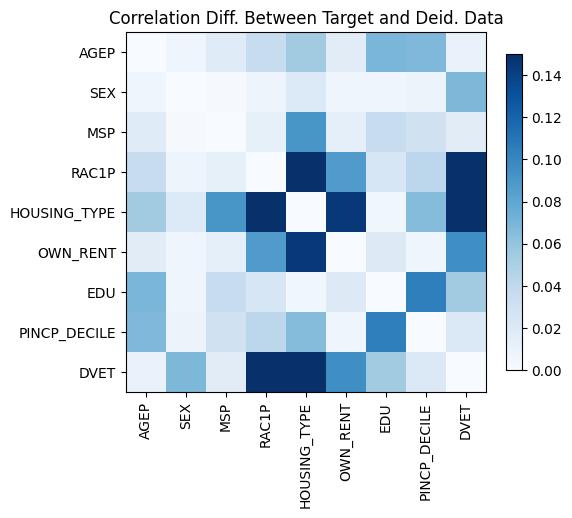 Correlation Diff. Between Target and Deid. Data
AGEP
SEX
MSP
RAC1P
HOUSING_TYPE
OWN_RENT
EDU
PINCP_DECILE
DVET
AGEP
SEX
MSP
RAC1P
HOUSING_TYPE
OWN_RENT
EDU
PINCP_DECILE
DVET
0.14
0.12
0.10
0.08
0.06
0.04
0.02
0.00